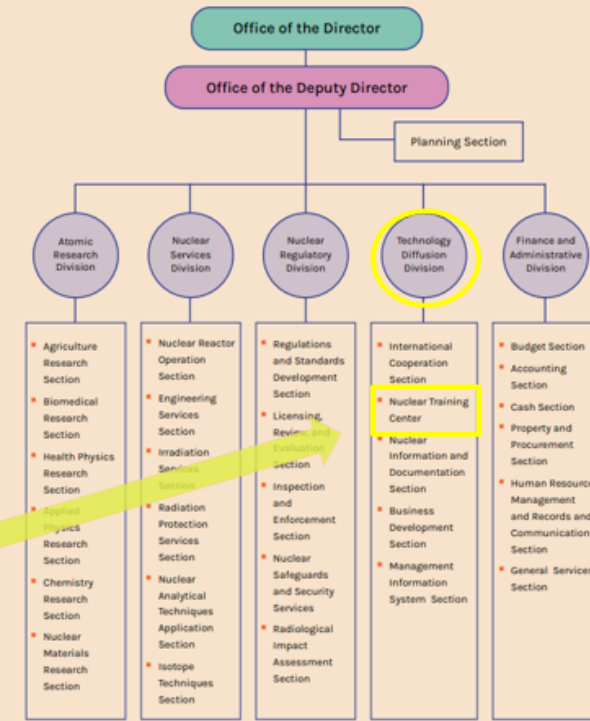 Office of the Director
Office of the Deputy Director
Planning Section
Atomic
Research
Division
Nuclear
Services
Division
Nuclear
Regulatory
Division
Technology
Diffusion
Division
Finance and
Administrative
Division
Agriculture
Research
Section
Biomedical
Research
Section
Health Physics
Research
Section
Applied
Physics
Research
Section
Chemistry
Research
Section
Nuclear
Materials
Research
Section
Nuclear Reactor
Operation
Section
Engineering
Services
Section
Irradiation
Services
Section
Radiation
Protection
Services
Section
Nuclear
Analytical
Techniques
Application
Section
Isotope
Techniques
Section
Regulations
and Standards
Development
Section
Licensing,
Review, and
Evaluation
Section
Inspection
and
Enforcement
Section
Nuclear
Safeguards
and Security
Services
Radiological
Impact
Assessment
Section
International
Cooperation
Section
Nuclear Training
Center
Nuclear
Information and
Documentation
Section
Business
Development
Section
Management
Information
System Section
Budget Section
Accounting
Section
Cash Section
Property and
Procurement
Section
Human Resource
Management
and Records and
Communication
Section
General Services
Section